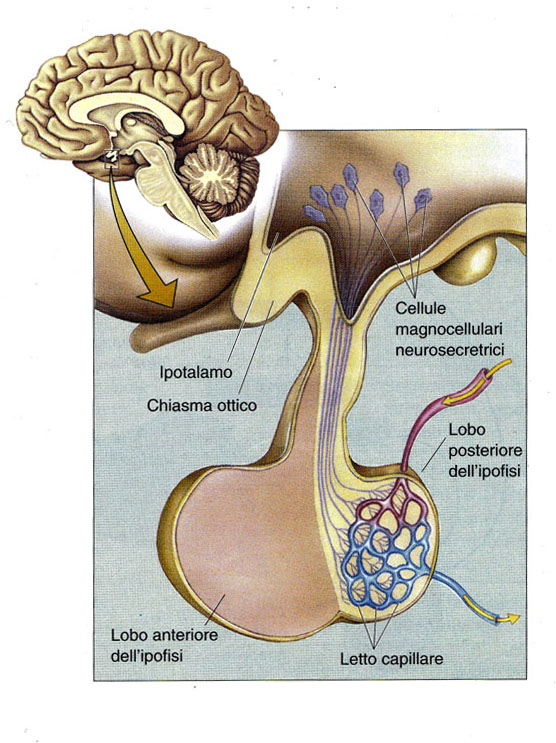 Cellule
magnocellulari
neurosecretrici
Ipotalamo
Chiasma ottico
Lobo
posteriore
dell'ipofisi
Lobo anteriore
dell'ipofisi
Letto capillare